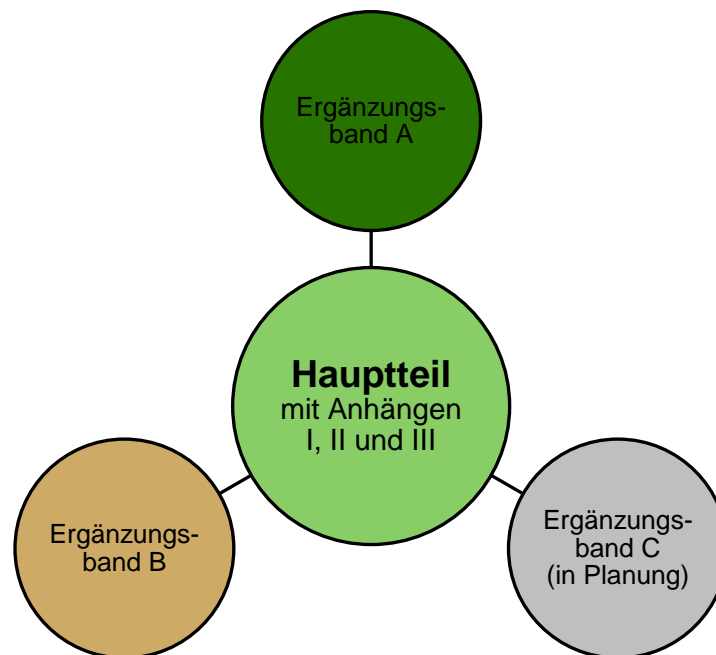 Ergänzungs-
band A
Hauptteil
mit Anhängen
I, II und III
Ergänzungs-
band B
Ergänzungs-
band C
(in Planung)